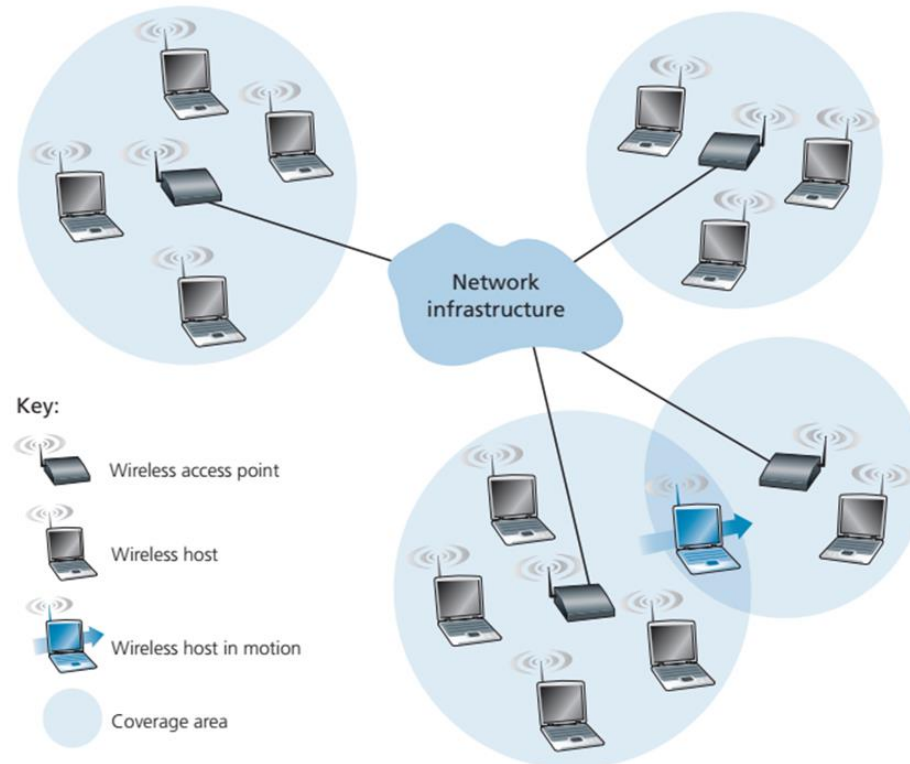 Network
infrastructure
Key:
Wireless access point
Wireless host
Wireless host in motion
Coverage area